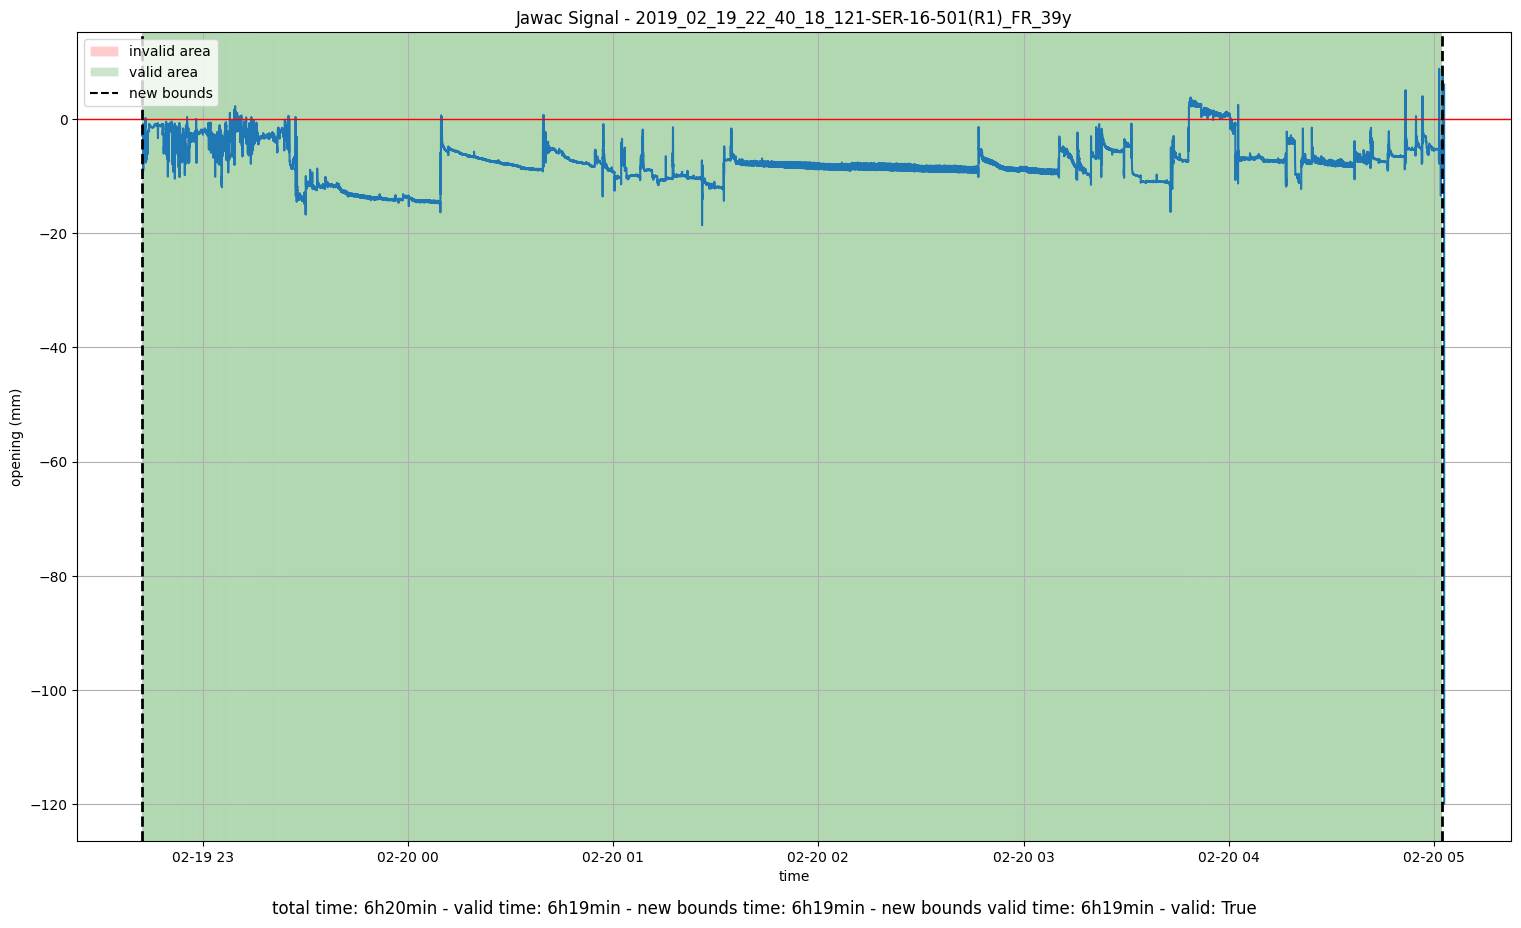 Jawac Signal - 2019_02_19_22_40_18_121-SER-16-501(R1)_FR_39y
invalid area
valid area
new bounds
0
−20
−40
−60
−80
−100
−120
opening (mm)
02-19 23
02-20 00
02-20 01
02-20 02
02-20 03
02-20 04
02-20 05
time
total time: 6h20min - valid time: 6h19min - new bounds time: 6h19min - new bounds valid time: 6h19min - valid: True